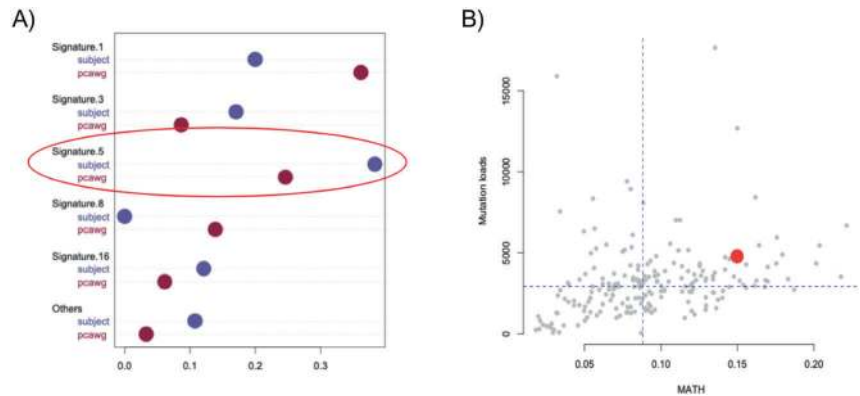 A)
Signature.1
subject
pcawg
Signature.3
subject
pcawg
Signature.5
subject
pcawg
Signature.8
subject
pcawg
Signature.16
subject
pcawg
Others
subject
pcawg
0.0 0.1 0.2 0.3
B)
Mutation loads
15000
10000
5000
0
0.05 0.10 0.15 0.20
MATH